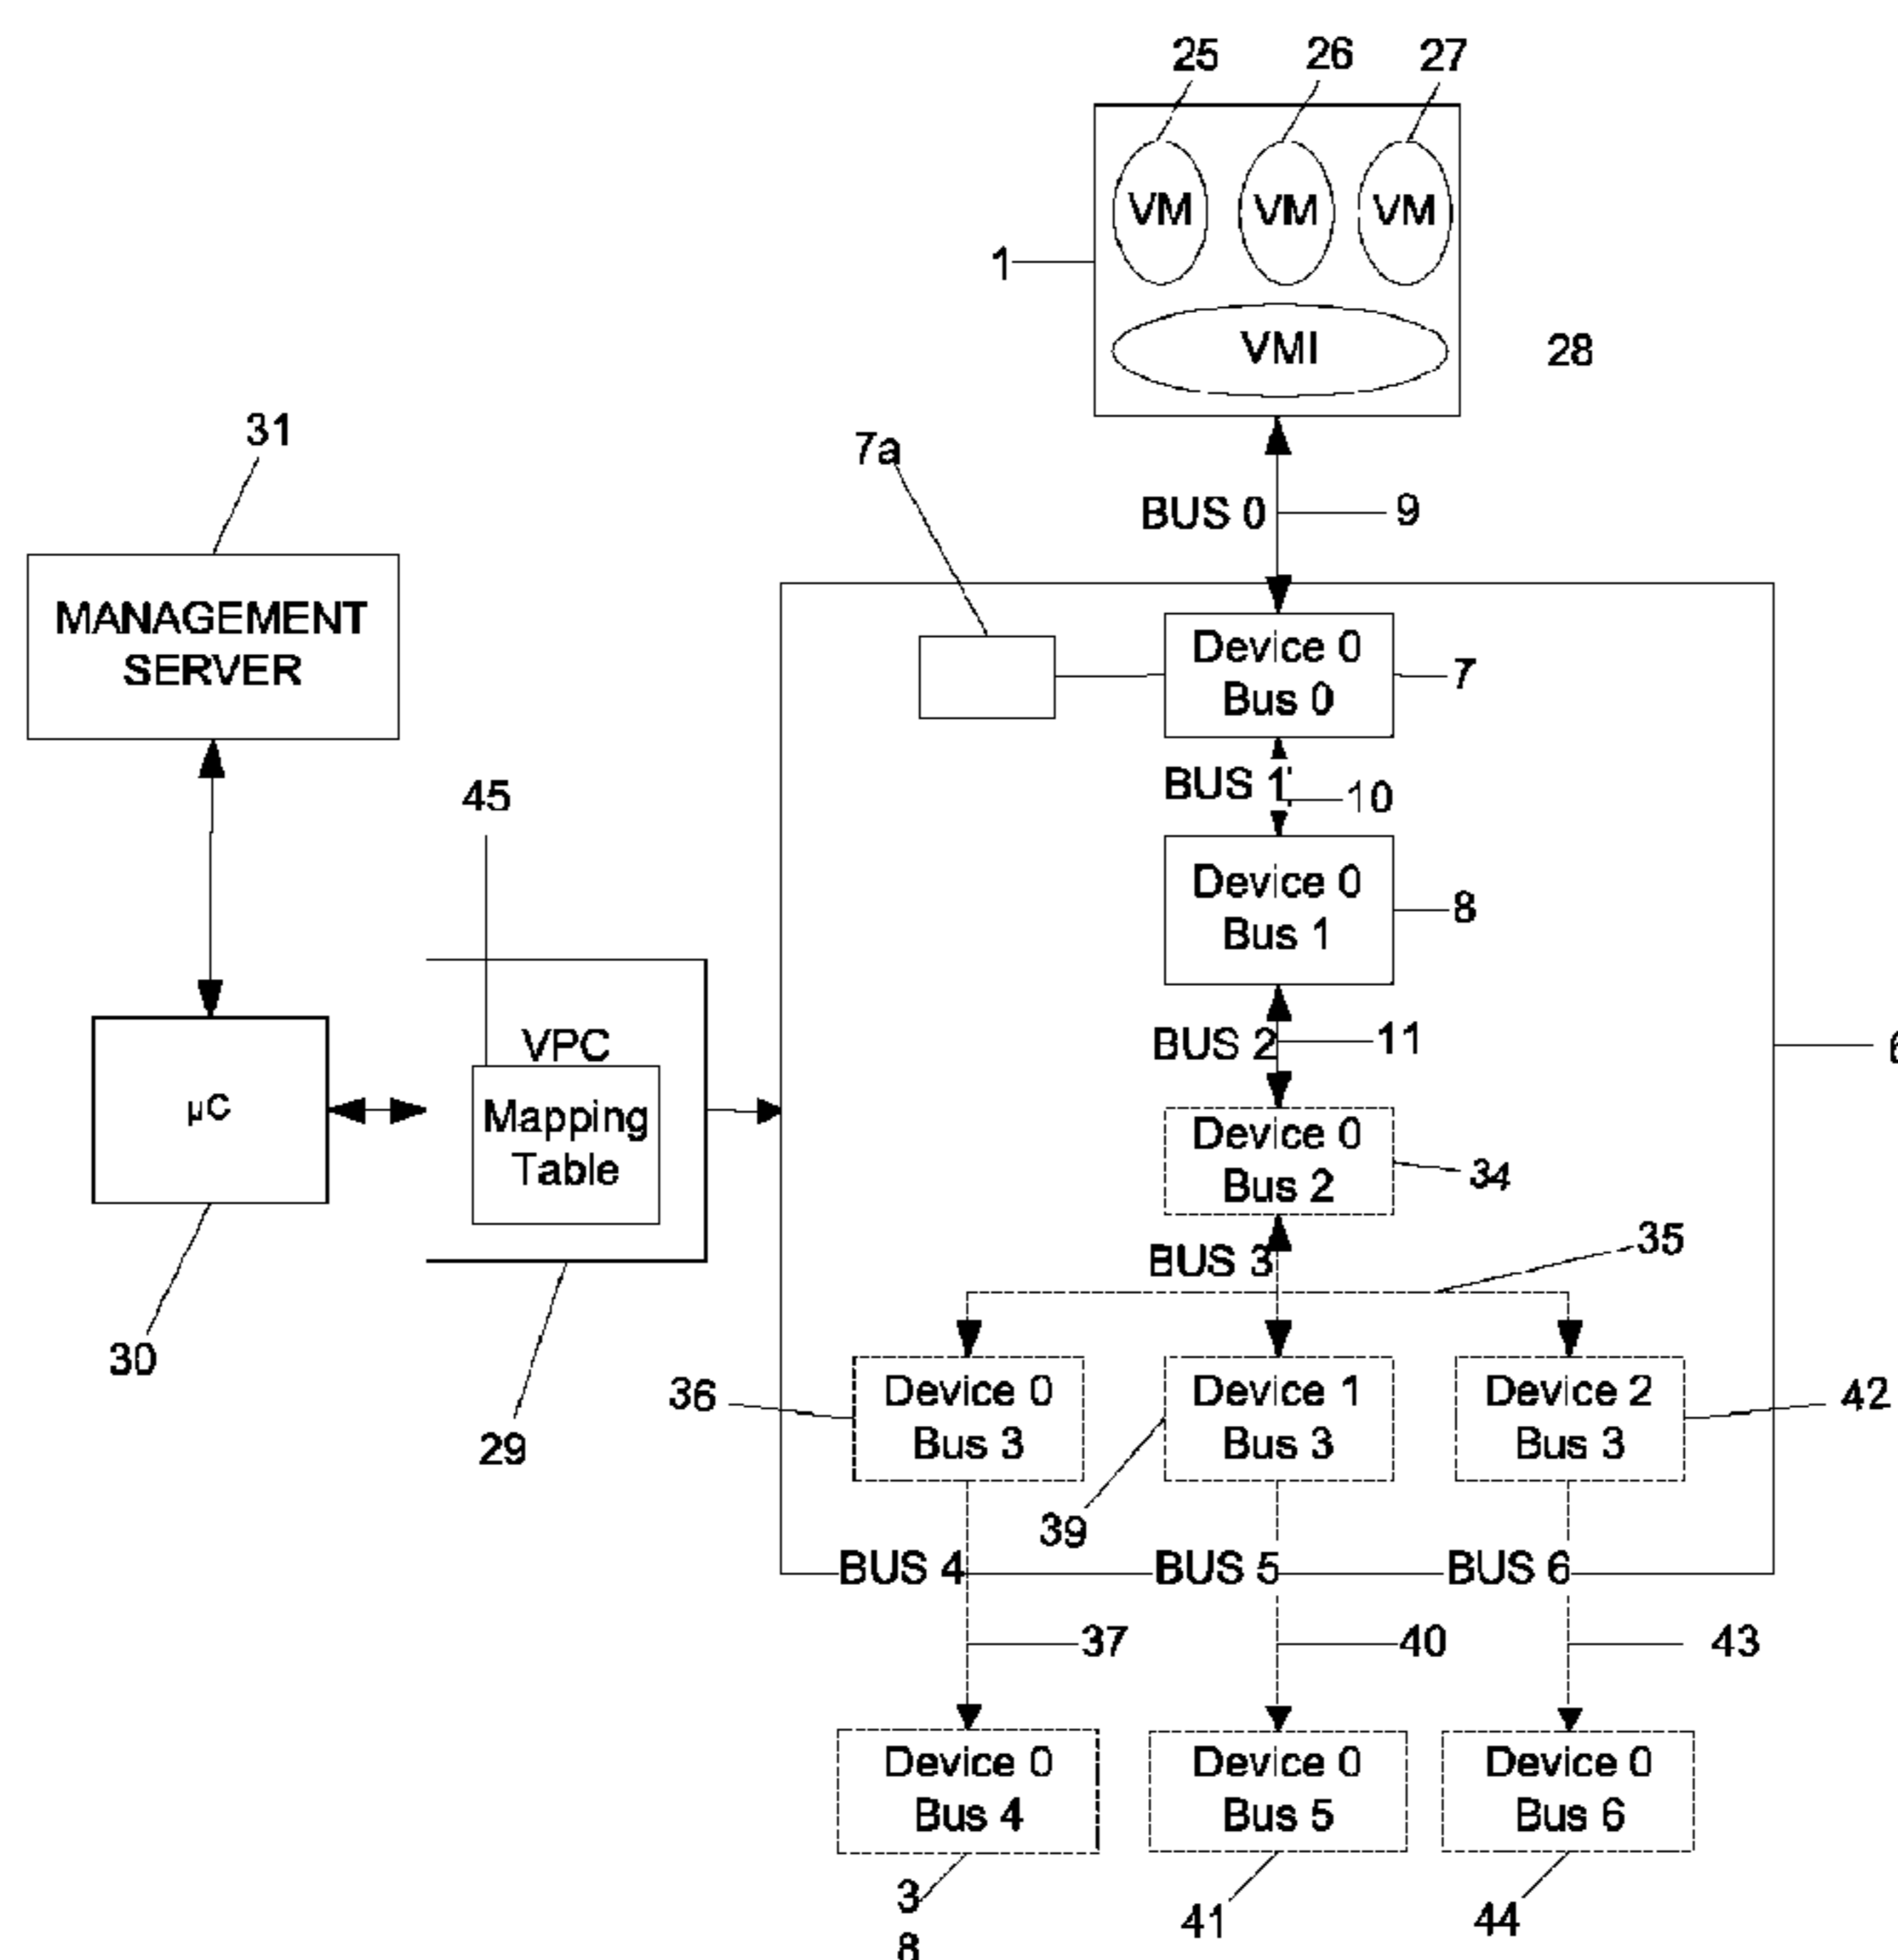 25 26 27
VM VM VM
1
VMI
28
31
7a
BUS 0 9
MANAGEMENT
SERVER
Device 0
Bus 0
7
45
BUS 1 10
Device 0
Bus 1
8
VPC
BUS 2 11
µC
Mapping
Table
Device 0
Bus 2
34
BUS 3
35
30
36
Device 0
Bus 3
Device 1
Bus 3
Device 2
Bus 3
42
29
39
BUS 4 BUS 5 BUS 6
37 40 43
Device 0
Bus 4
Device 0
Bus 5
Device 0
Bus 6
3
8
41
44